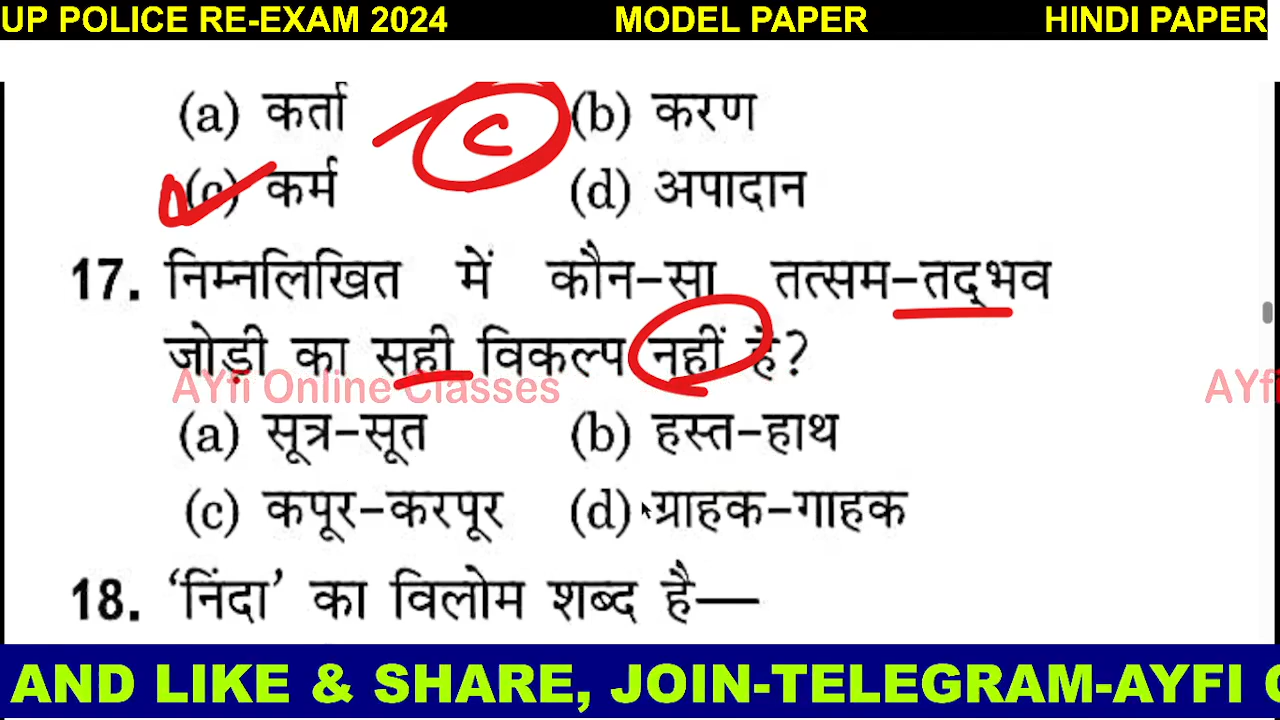 UP POLICE RE-EXAM 2024 MODEL PAPER HINDI PAPER
(a) कर्ता C (b) करण
(c) कर्म (d) अपादान
17. निम्नलिखित में कौन-सा तत्सम-तद्भव
जोड़ी का सही विकल्प नहीं है?
AYfi Online Classes AYfi
(a) सूत्र-सूत (b) हस्त-हाथ
(c) कपूर-करपूर (d) ग्राहक-गाहक
18. ‘निंदा’ का विलोम शब्द है—
AND LIKE & SHARE, JOIN-TELEGRAM-AYFI